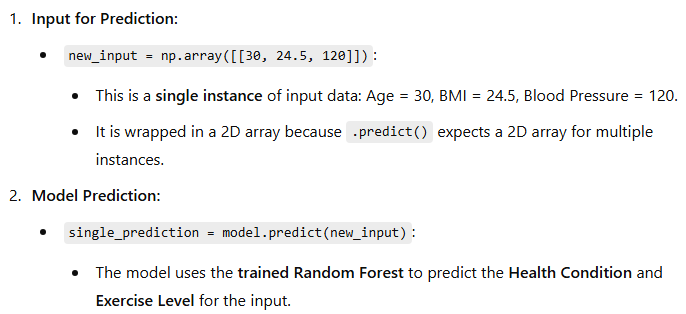 1. Input for Prediction:
• new_input = np.array([[30, 24.5, 120]]):
• This is a single instance of input data: Age = 30, BMI = 24.5, Blood Pressure = 120.
• It is wrapped in a 2D array because .predict() expects a 2D array for multiple
instances.
2. Model Prediction:
• single_prediction = model.predict(new_input):
• The model uses the trained Random Forest to predict the Health Condition and
Exercise Level for the input.